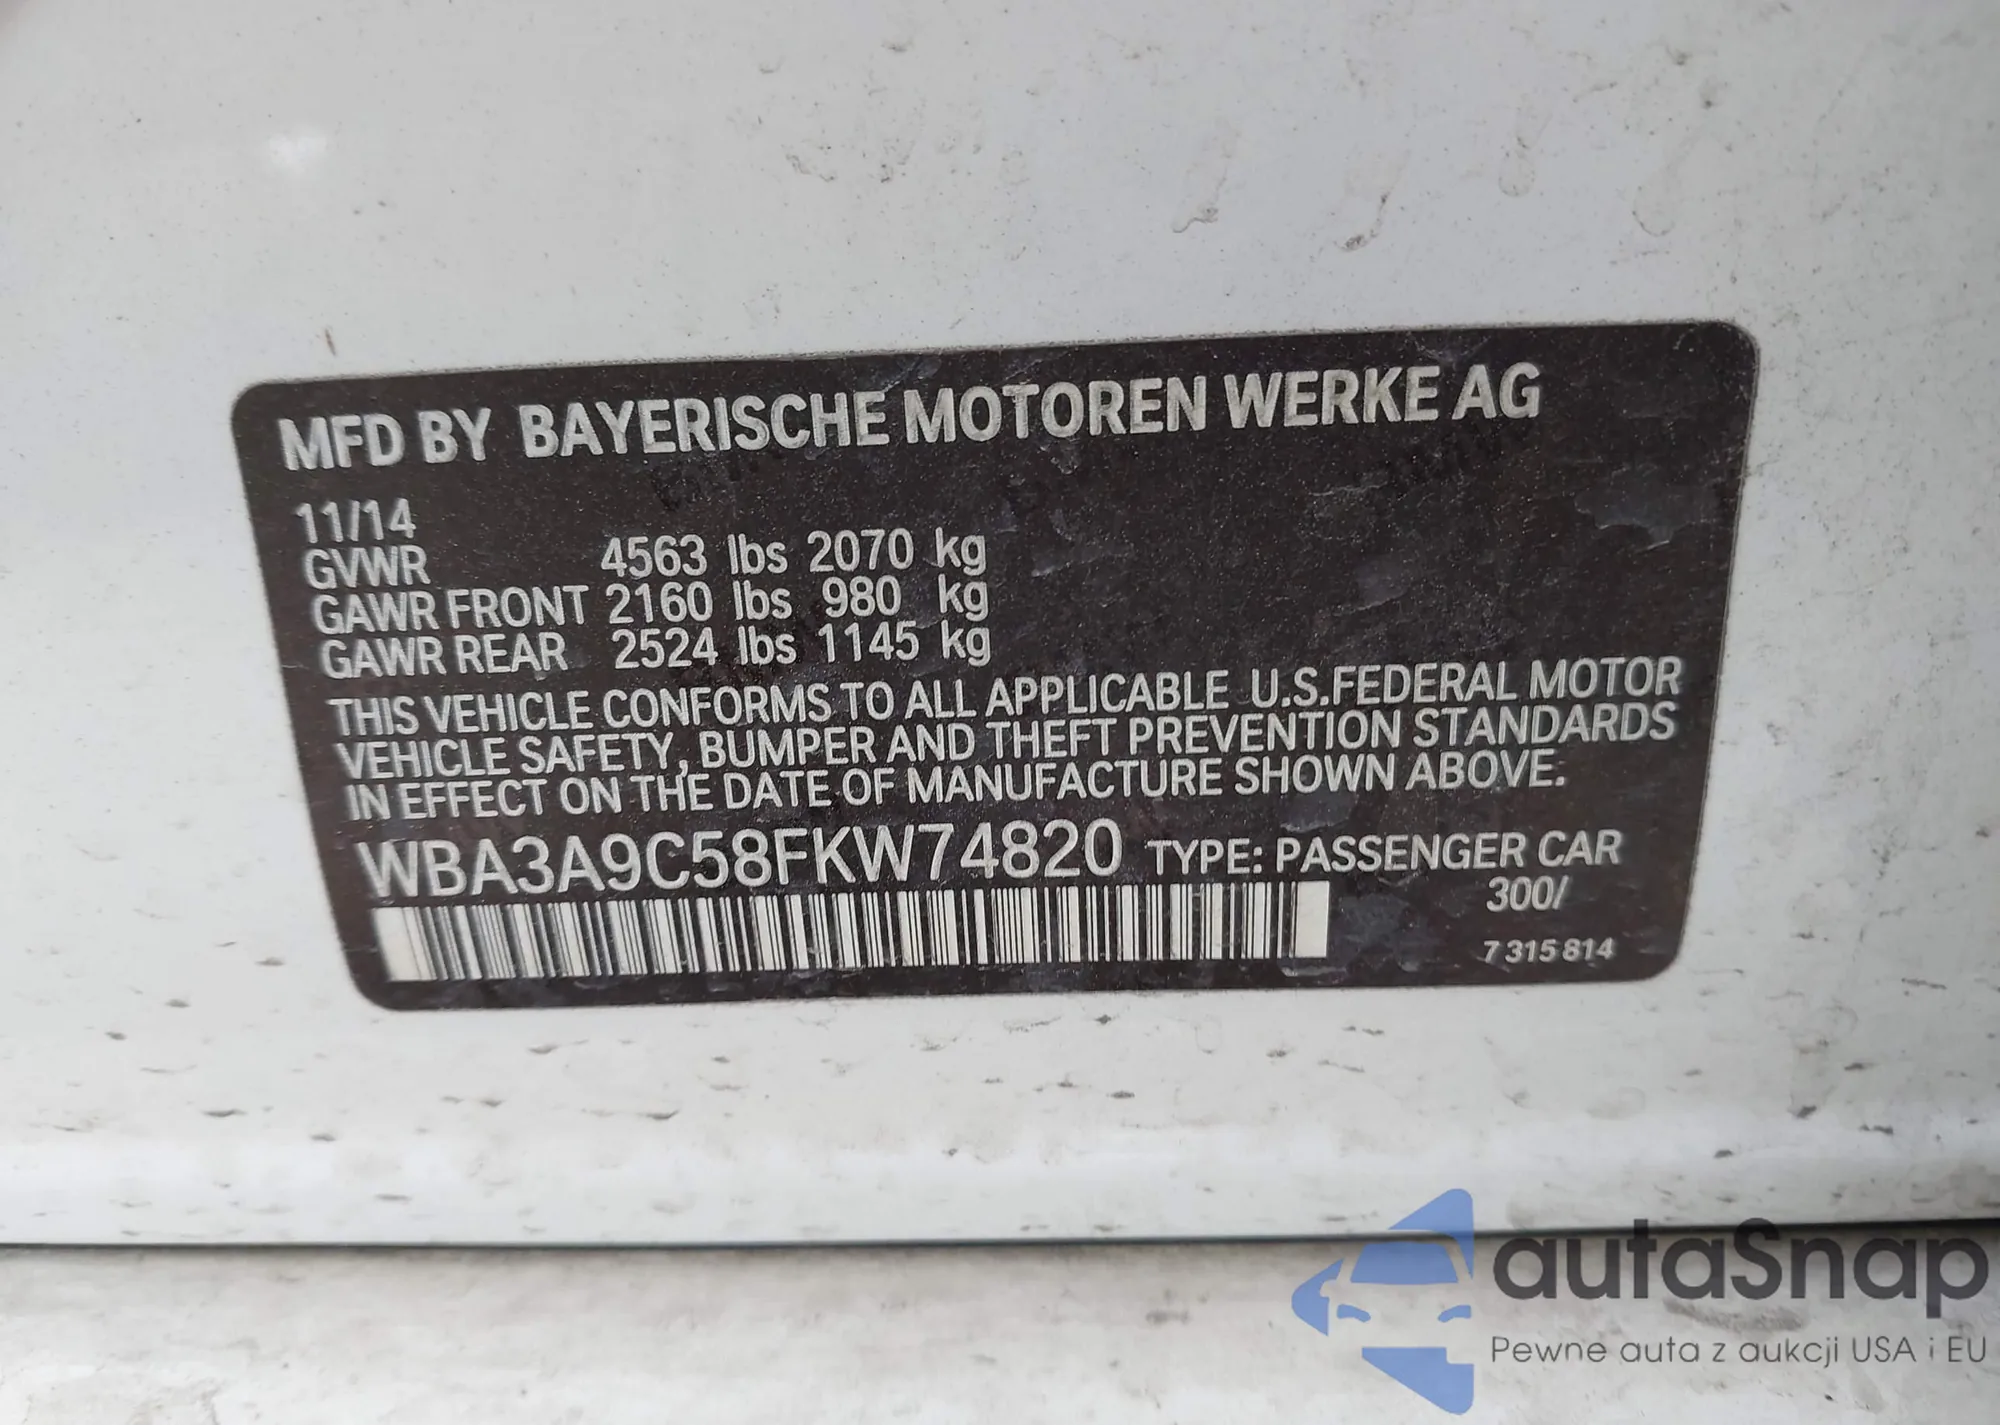 MFD BY BAYERISCHE MOTOREN WERKE AG
11/14
GVWR 4563 lbs 2070 kg
GAWR FRONT 2160 lbs 980 kg
GAWR REAR 2524 lbs 1145 kg
THIS VEHICLE CONFORMS TO ALL APPLICABLE U.S.FEDERAL MOTOR
VEHICLE SAFETY, BUMPER AND THEFT PREVENTION STANDARDS
IN EFFECT ON THE DATE OF MANUFACTURE SHOWN ABOVE.
WBA3A9C58FKW74820 TYPE: PASSENGER CAR
300/
7 315 814
autaSnap
Pewne auta z aukcji USA i EU